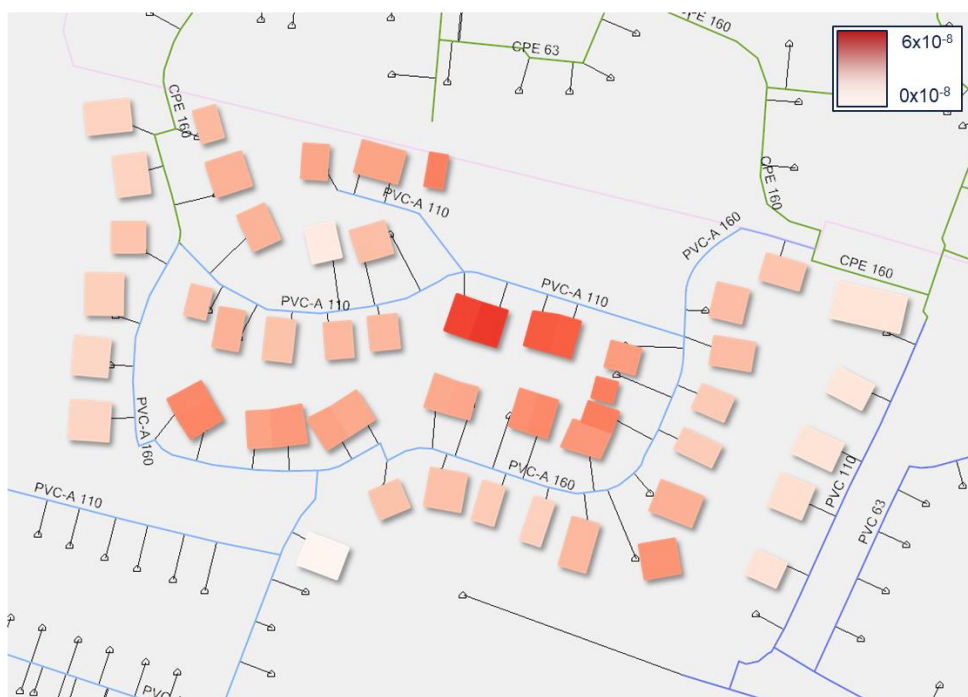 CPE 160
6x10⁻⁸
0x10⁻⁸
CPE 63
CPE 160
CPE 160
PVC-A 110
PVC-A 160
CPE 160
PVC-A 110
PVC-A 110
PVC-A 160
PVC-A 160
PVC 110
PVC-A 110
PVC 63